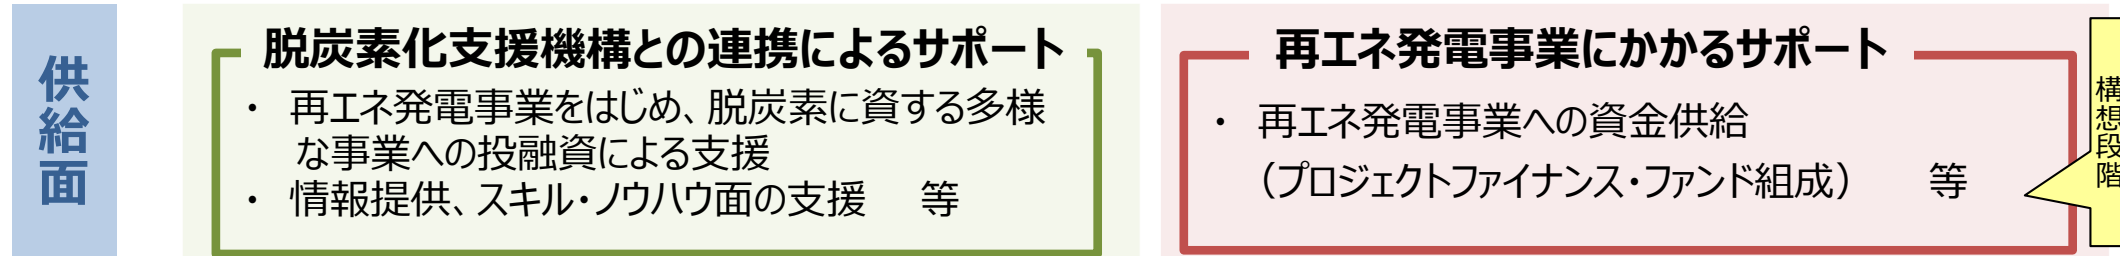 供給面
脱炭素化支援機構との連携によるサポート
・ 再エネ発電事業をはじめ、脱炭素に資する多様
な事業への投融資による支援
・ 情報提供、スキル・ノウハウ面の支援 等
再エネ発電事業にかかるサポート
・ 再エネ発電事業への資金供給
（プロジェクトファイナンス・ファンド組成） 等
構想段階